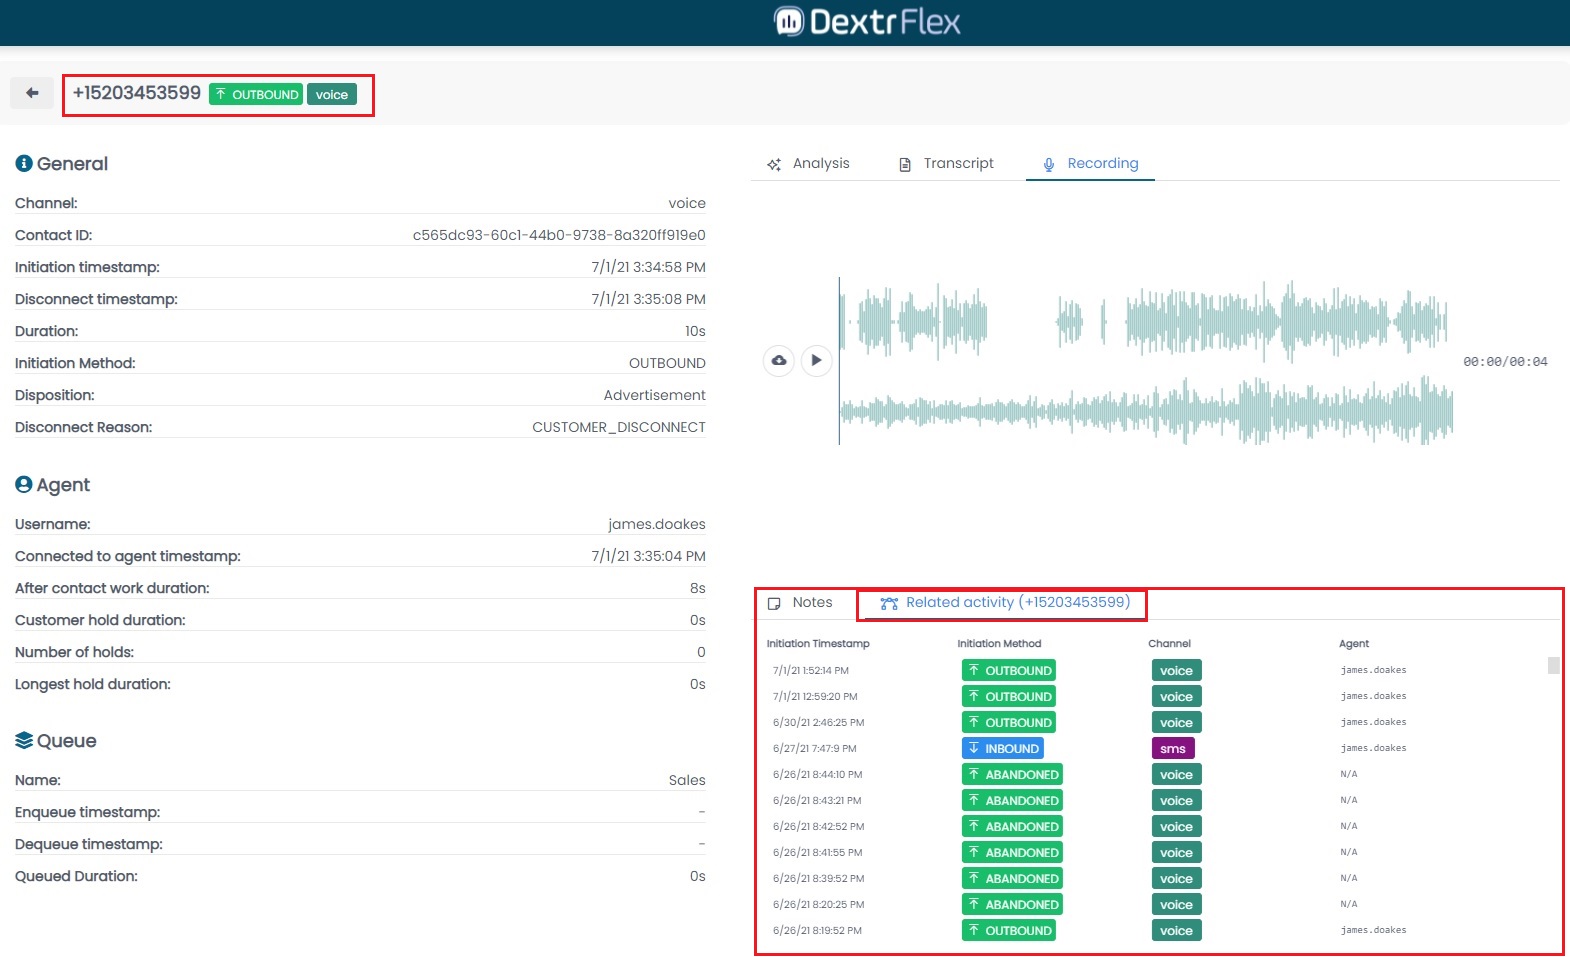 DextrFlex
+15203453599 OUTBOUND voice
General
Channel: voice
Contact ID: c565dc93-60c1-44b0-9738-8a320ff919e0
Initiation timestamp: 7/1/21 3:34:58 PM
Disconnect timestamp: 7/1/21 3:35:08 PM
Duration: 10s
Initiation Method: OUTBOUND
Disposition: Advertisement
Disconnect Reason: CUSTOMER_DISCONNECT
Agent
Username: james.doakes
Connected to agent timestamp: 7/1/21 3:35:04 PM
After contact work duration: 8s
Customer hold duration: 0s
Number of holds: 0
Longest hold duration: 0s
Queue
Name: Sales
Enqueue timestamp: -
Dequeue timestamp: -
Queued Duration: 0s
Analysis Transcript Recording
00:00/00:04
Notes Related activity (+15203453599)
Initiation Timestamp Initiation Method Channel Agent
7/1/21 1:52:14 PM OUTBOUND voice james.doakes
7/1/21 12:59:20 PM OUTBOUND voice james.doakes
6/30/21 2:46:25 PM OUTBOUND voice james.doakes
6/27/21 7:47:9 PM INBOUND sms james.doakes
6/26/21 8:44:10 PM ABANDONED voice N/A
6/26/21 8:43:21 PM ABANDONED voice N/A
6/26/21 8:42:52 PM ABANDONED voice N/A
6/26/21 8:41:55 PM ABANDONED voice N/A
6/26/21 8:39:52 PM ABANDONED voice N/A
6/26/21 8:20:25 PM ABANDONED voice N/A
6/26/21 8:19:52 PM OUTBOUND voice james.doakes